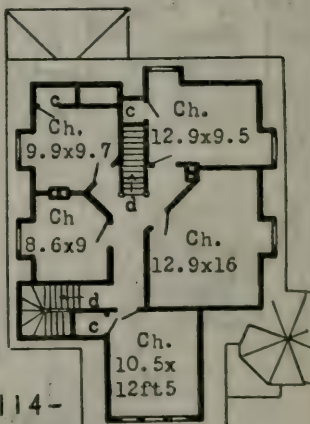 c
Ch.
9.9x9.7
c
Ch.
12.9x9.5
d
Ch
8.6x9
Ch.
12.9x16
d
c
Ch.
10.5x
12ft5
114-